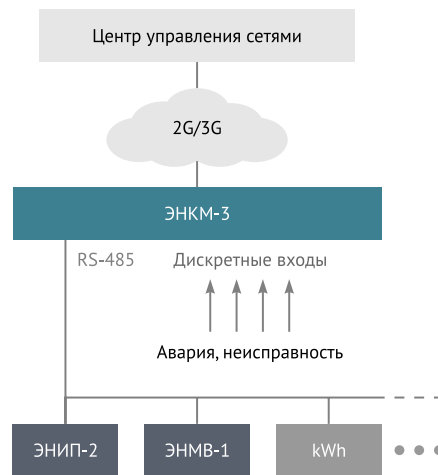 Центр управления сетями
2G/3G
ЭНКМ-3
RS-485
Дискретные входы
Авария, неисправность
ЭНИП-2
ЭНМВ-1
kWh